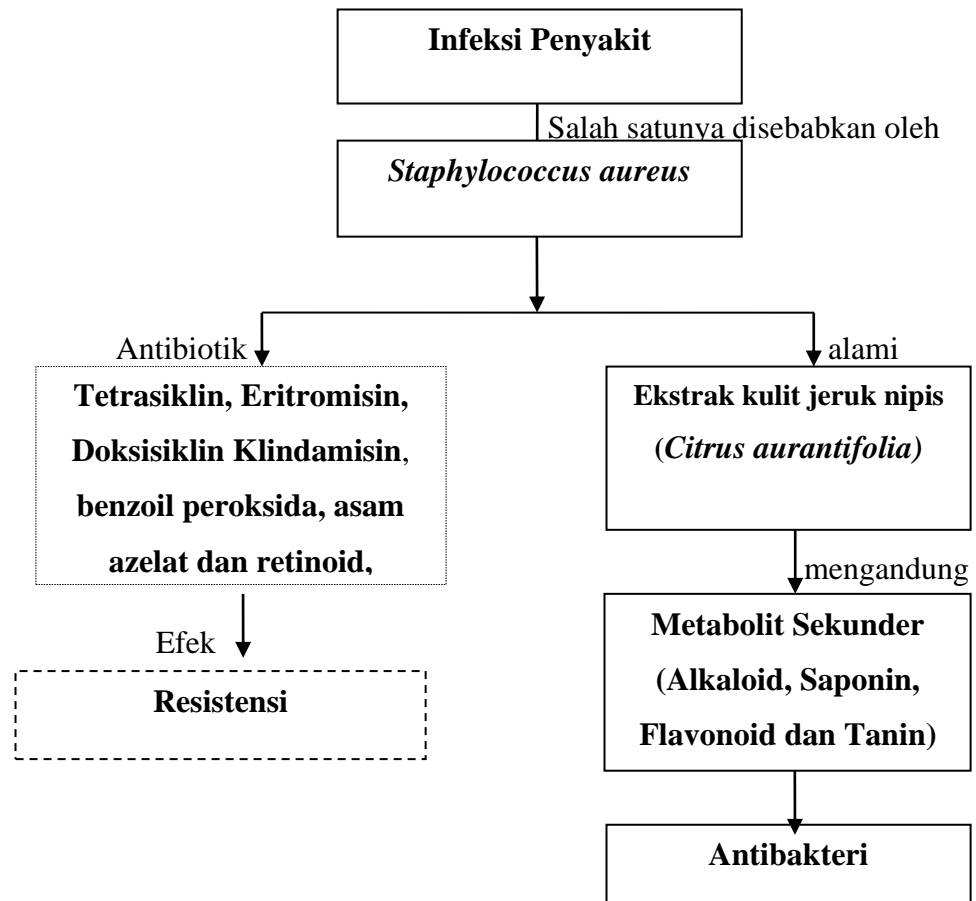 Infeksi Penyakit
Salah satunya disebabkan oleh
Staphylococcus aureus
Antibiotik
alami
Tetrasiklin, Eritromisin,
Doksisiklin Klindamisin,
benzoil peroksida, asam
azelat dan retinoid,
Ekstrak kulit jeruk nipis
(Citrus aurantifolia)
mengandung
Efek
Resistensi
Metabolit Sekunder
(Alkaloid, Saponin,
Flavonoid dan Tanin)
Antibakteri